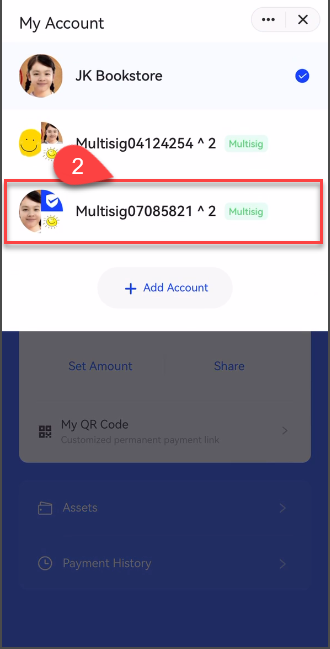 My Account
JK Bookstore
Multisig04124254 ^ 2 Multisig
2
Multisig07085821 ^ 2 Multisig
+ Add Account
Set Amount Share
My QR Code
Customized permanent payment link
Assets
Payment History